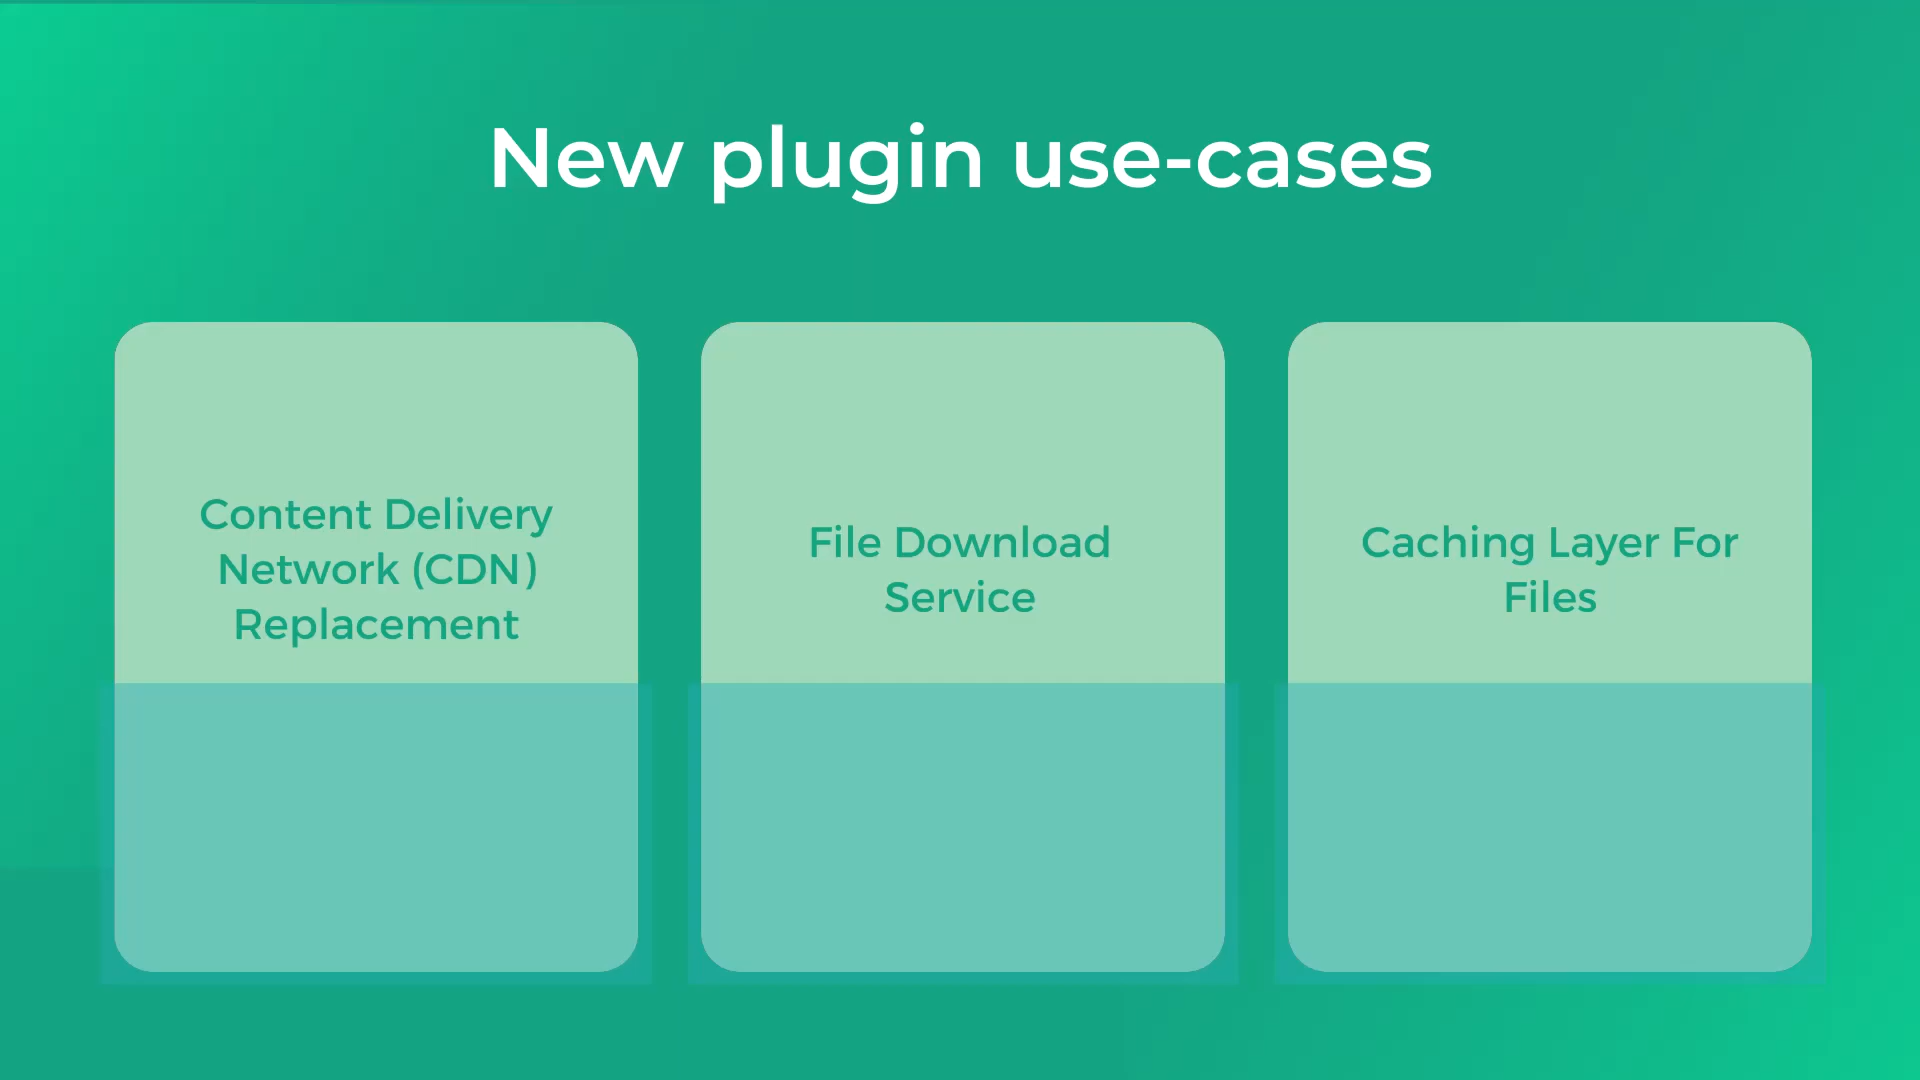 New plugin use-cases
Content Delivery
Network (CDN)
Replacement
File Download
Service
Caching Layer For
Files